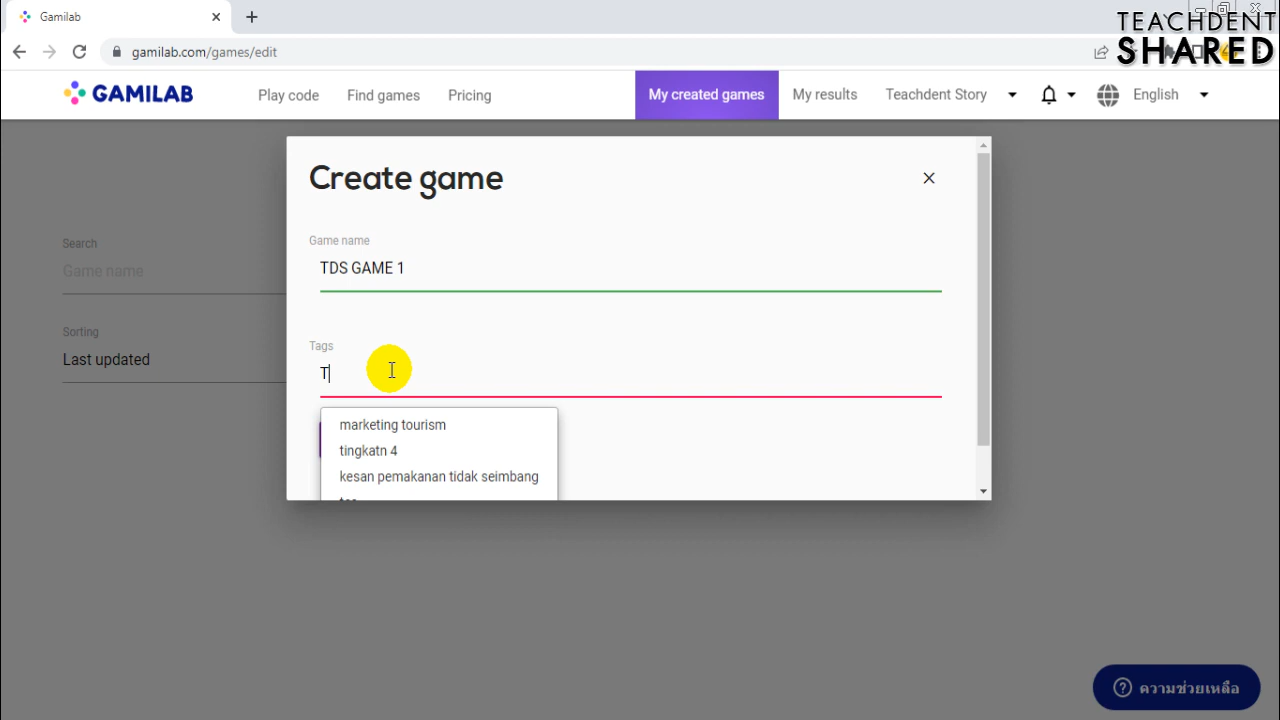 Gamilab
TEACHDENT
SHARED
gamilab.com/games/edit
GAMILAB
Play code
Find games
Pricing
My created games
My results
Teachdent Story
English
Create game
Game name
TDS GAME 1
Search
Game name
Sorting
Last updated
Tags
T
marketing tourism
tingkatn 4
kesan pemakanan tidak seimbang
ความช่วยเหลือ